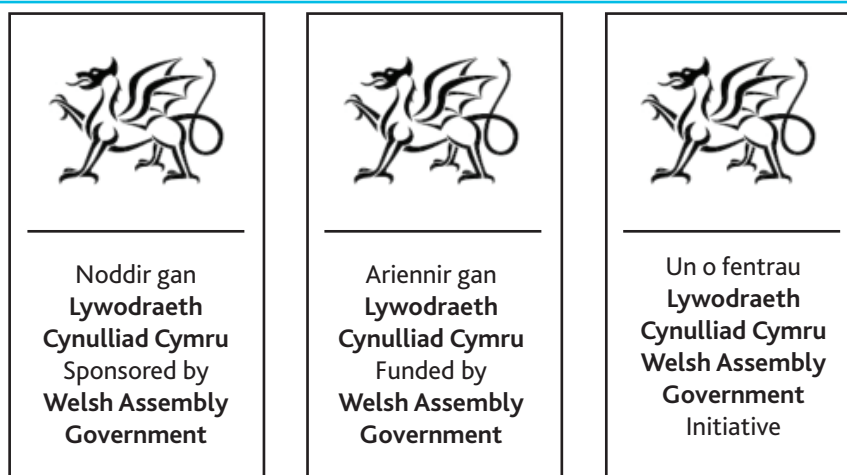 Noddir gan
Lywodraeth
Cynulliad Cymru
Sponsored by
Welsh Assembly
Government
Ariennir gan
Lywodraeth
Cynulliad Cymru
Funded by
Welsh Assembly
Government
Un o fentrau
Lywodraeth
Cynulliad Cymru
Welsh Assembly
Government
Initiative